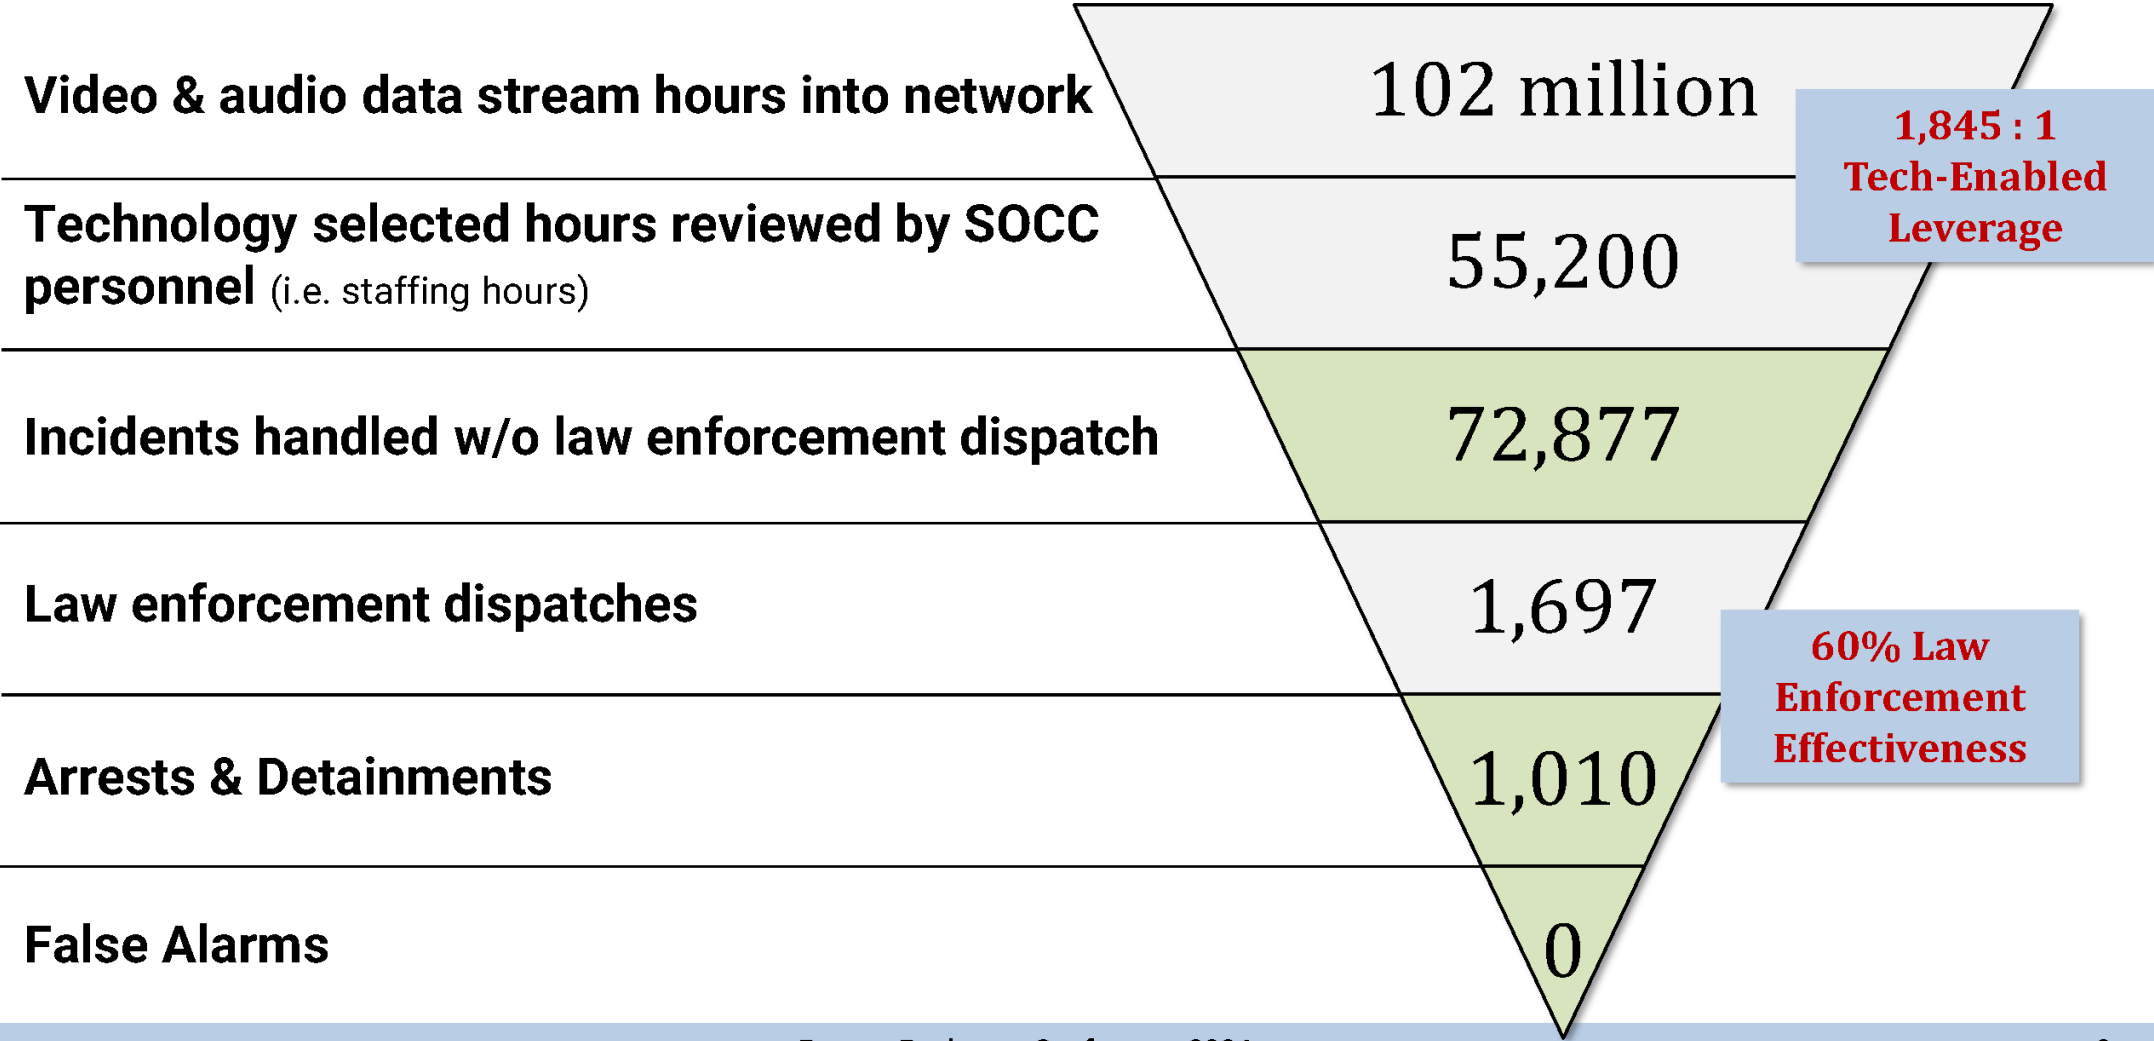 Video & audio data stream hours into network
102 million
1,845 : 1
Tech-Enabled
Leverage
Technology selected hours reviewed by SOCC
personnel (i.e. staffing hours)
55,200
Incidents handled w/o law enforcement dispatch
72,877
Law enforcement dispatches
1,697
60% Law
Enforcement
Effectiveness
Arrests & Detainments
1,010
False Alarms
0